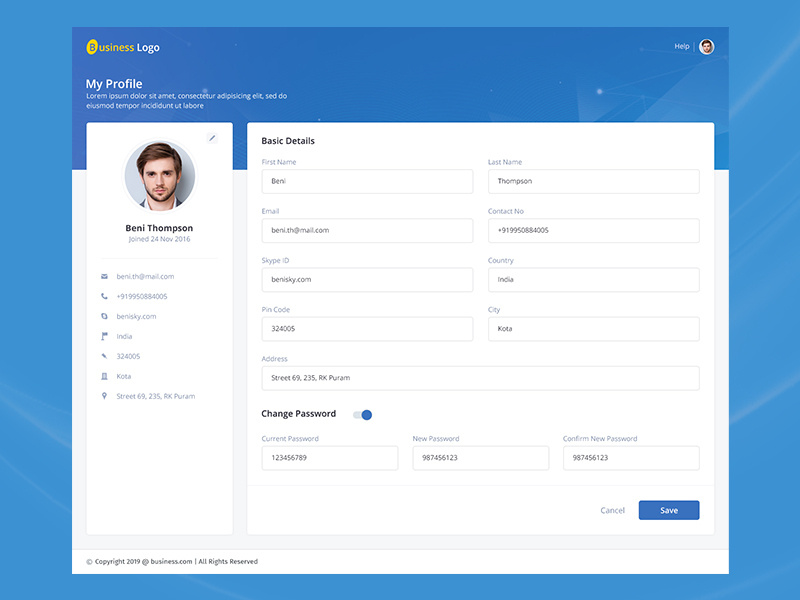 Business Logo
Help
My Profile
Lorem ipsum dolor sit amet, consectetur adipisicing elit, sed do
eiusmod tempor incididunt ut labore
Beni Thompson
Joined 24 Nov 2016
beni.th@mail.com
+919950884005
benisky.com
India
324005
Kota
Street 69, 235, RK Puram
Basic Details
First Name
Last Name
Beni
Thompson
Email
Contact No
beni.th@mail.com
+919950884005
Skype ID
Country
benisky.com
India
Pin Code
City
324005
Kota
Address
Street 69, 235, RK Puram
Change Password
Current Password
New Password
Confirm New Password
123456789
987456123
987456123
Cancel
Save
© Copyright 2019 @ business.com | All Rights Reserved